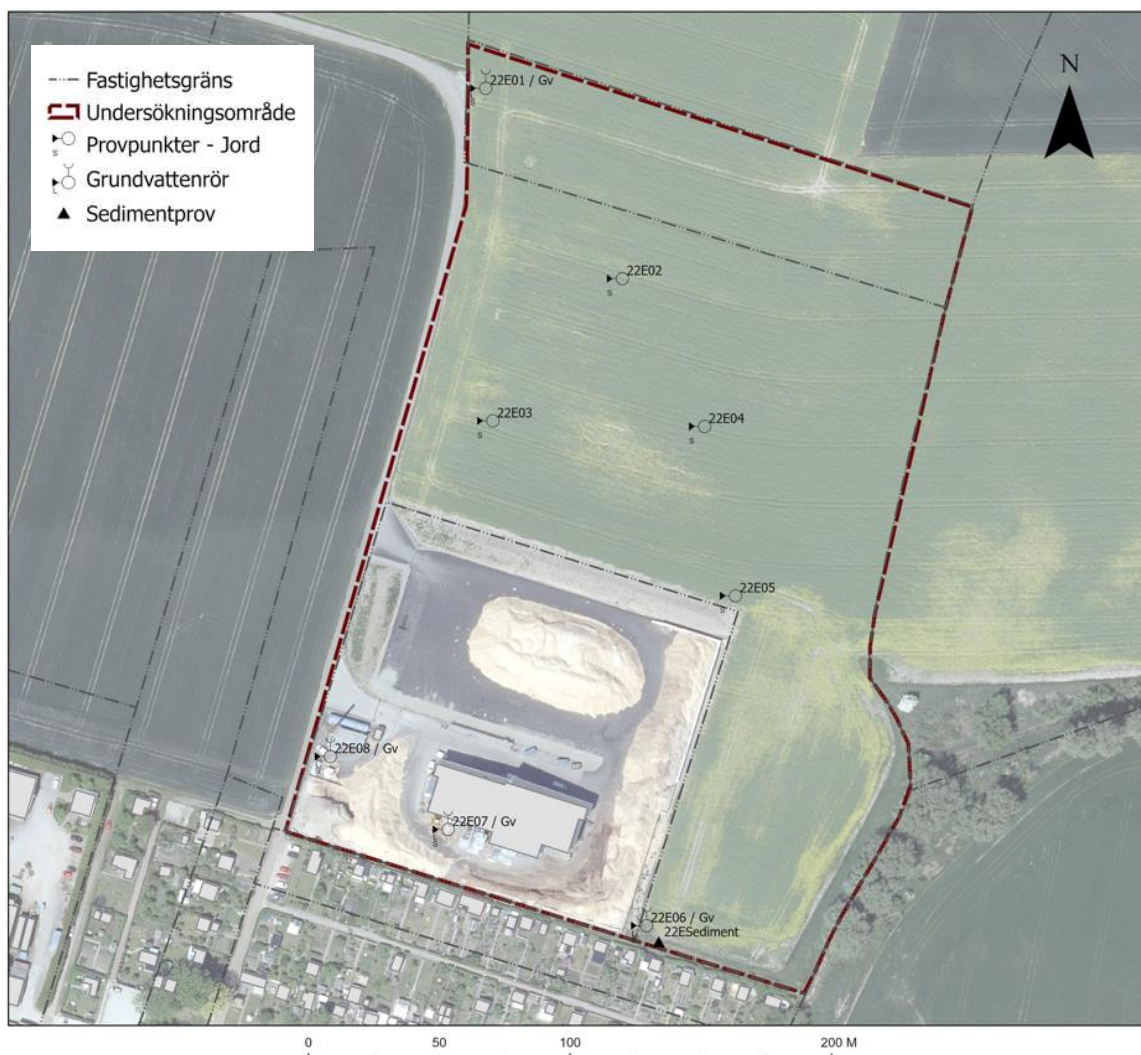 Fastighetsgräns
Undersökningsområde
S
Provpunkter - Jord
L
Grundvattenrör
Sedimentprov
N
22E01 / Gv
S
22E02
S
22E03
S
22E04
S
22E05
S
22E08 / Gv
S
22E07 / Gv
S
22E06 / Gv
22ESediment
0 50 100 200 M